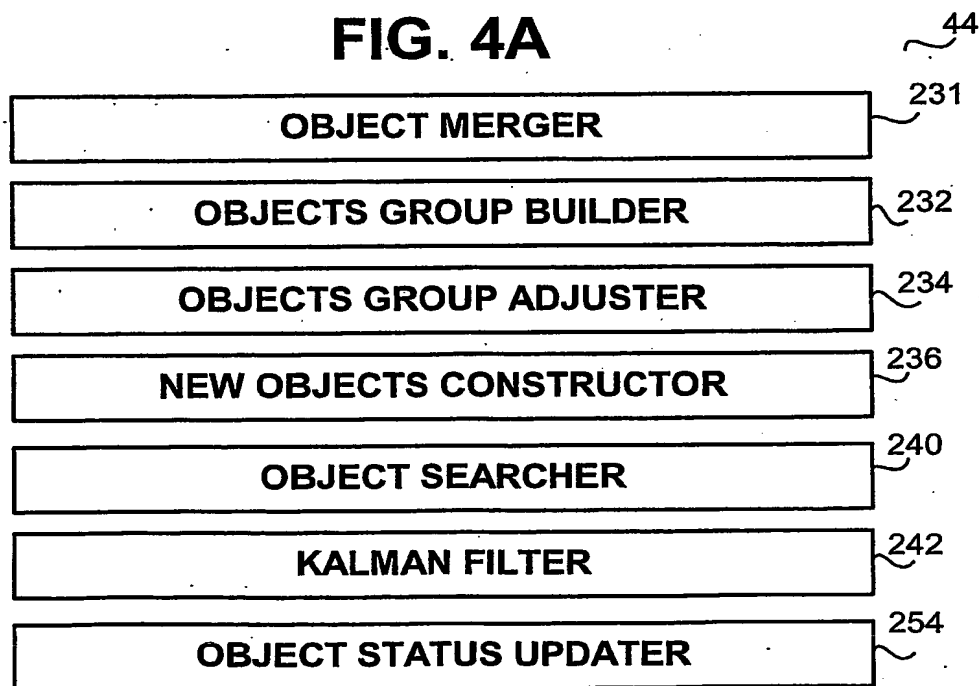 FIG. 4A
44
231
OBJECT MERGER
232
OBJECTS GROUP BUILDER
234
OBJECTS GROUP ADJUSTER
236
NEW OBJECTS CONSTRUCTOR
240
OBJECT SEARCHER
242
KALMAN FILTER
254
OBJECT STATUS UPDATER